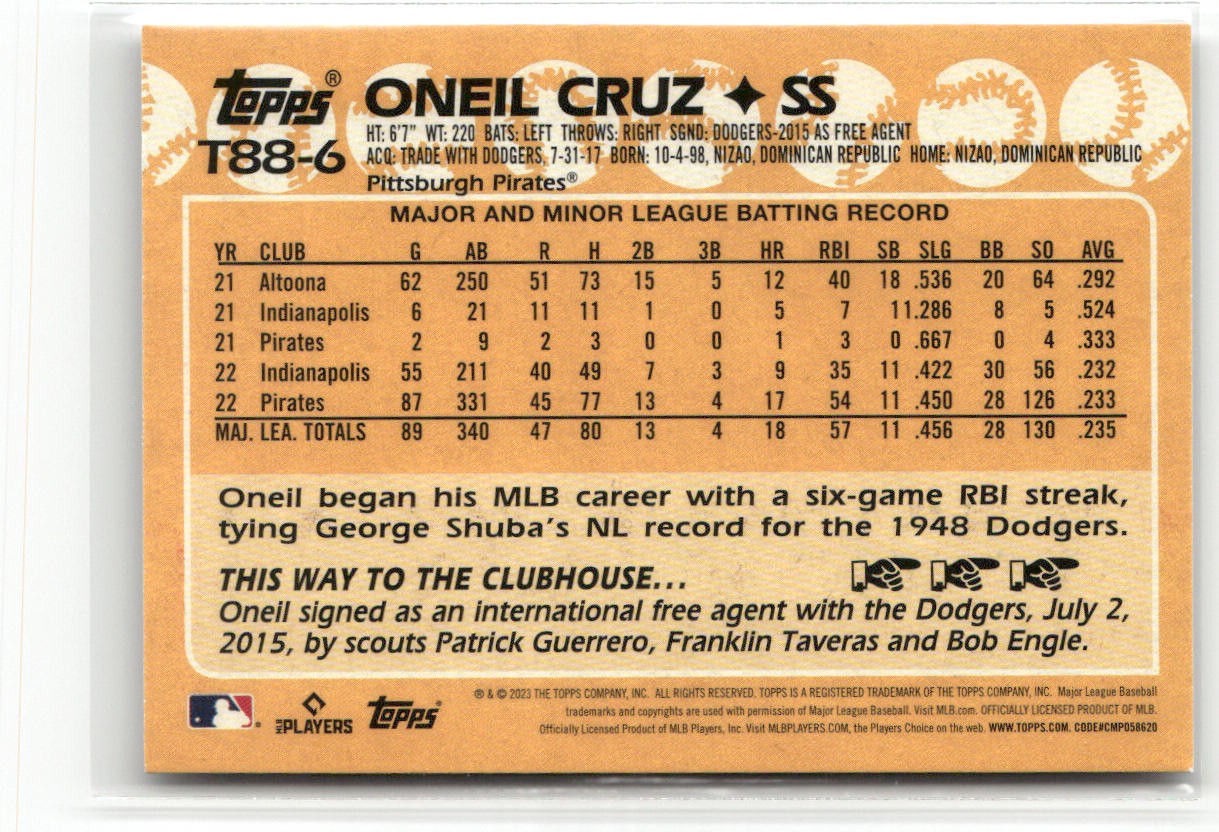 Topps®
ONEIL CRUZ ✦ SS
T88-6
HT: 6'7" WT: 220 BATS: LEFT THROWS: RIGHT SGND: DODGERS-2015 AS FREE AGENT
ACQ: TRADE WITH DODGERS, 7-31-17 BORN: 10-4-98, NIZAO, DOMINICAN REPUBLIC HOME: NIZAO, DOMINICAN REPUBLIC
Pittsburgh Pirates®
MAJOR AND MINOR LEAGUE BATTING RECORD
YR CLUB G AB R H 2B 3B HR RBI SB SLG BB SO AVG
21 Altoona 62 250 51 73 15 5 12 40 18 .536 20 64 .292
21 Indianapolis 6 21 11 11 1 0 5 7 1 1.286 8 5 .524
21 Pirates 2 9 2 3 0 0 1 3 0 .667 0 4 .333
22 Indianapolis 55 211 40 49 7 3 9 35 11 .422 30 56 .232
22 Pirates 87 331 45 77 13 4 17 54 11 .450 28 126 .233
MAJ. LEA. TOTALS 89 340 47 80 13 4 18 57 11 .456 28 130 .235
Oneil began his MLB career with a six-game RBI streak,
tying George Shuba's NL record for the 1948 Dodgers.
THIS WAY TO THE CLUBHOUSE...
Oneil signed as an international free agent with the Dodgers, July 2,
2015, by scouts Patrick Guerrero, Franklin Taveras and Bob Engle.
MLB PLAYERS
Topps®
® & © 2023 THE TOPPS COMPANY, INC. ALL RIGHTS RESERVED. TOPPS IS A REGISTERED TRADEMARK OF THE TOPPS COMPANY, INC. Major League Baseball
trademarks and copyrights are used with permission of Major League Baseball. Visit MLB.com. OFFICIALLY LICENSED PRODUCT OF MLB.
Officially Licensed Product of MLB Players, Inc. Visit MLBPLAYERS.COM, the Players Choice on the web. WWW.TOPPS.COM. CODE#CMP058620